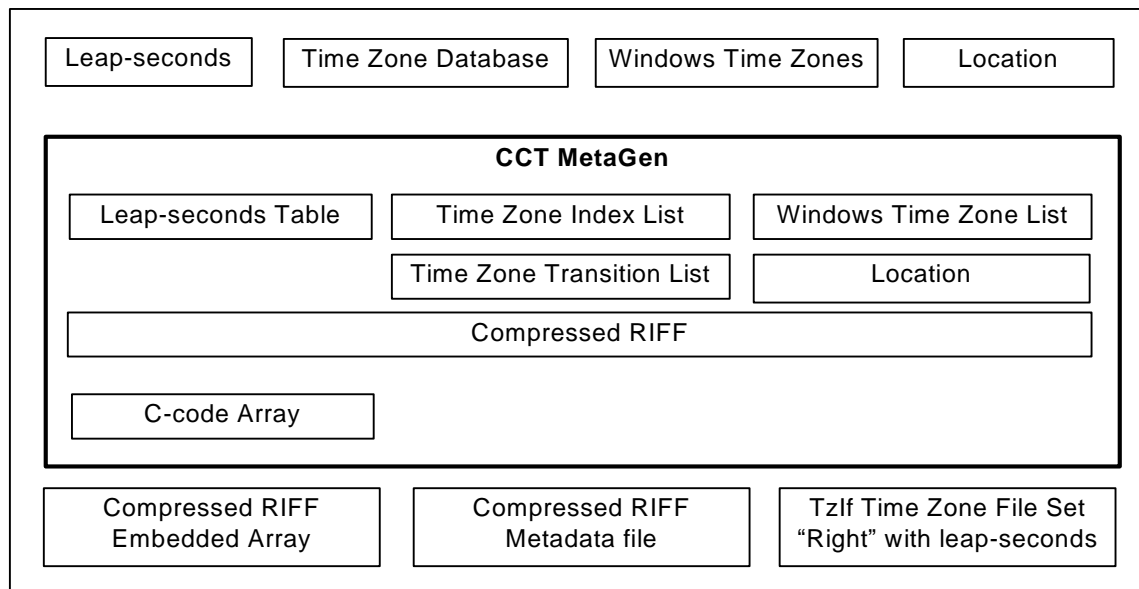 Leap-seconds
Time Zone Database
Windows Time Zones
Location
CCT MetaGen
Leap-seconds Table
Time Zone Index List
Windows Time Zone List
Time Zone Transition List
Location
Compressed RIFF
C-code Array
Compressed RIFF
Embedded Array
Compressed RIFF
Metadata file
TzIf Time Zone File Set
“Right” with leap-seconds